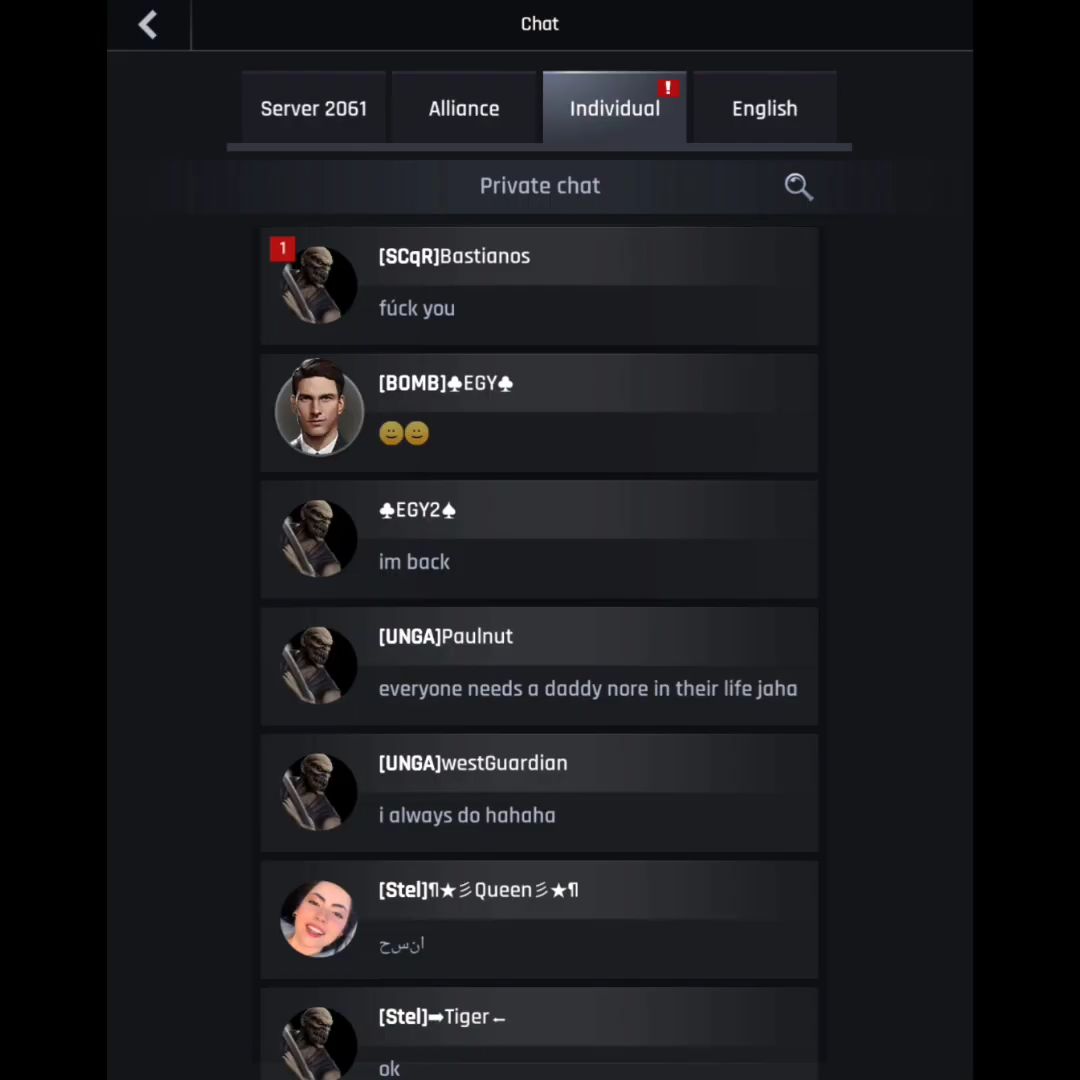 Chat
Server 2061
Alliance
Individual
!
English
Private chat
1
[SCqR]Bastianos
fúck you
[BOMB]♣EGY♣
😀😀
♣EGY2♠
im back
[UNGA]Paulnut
everyone needs a daddy nore in their life jaha
[UNGA]westGuardian
i always do hahaha
[Stel]¶★彡Queen彡★¶
انسح
[Stel]➡Tiger←
ok